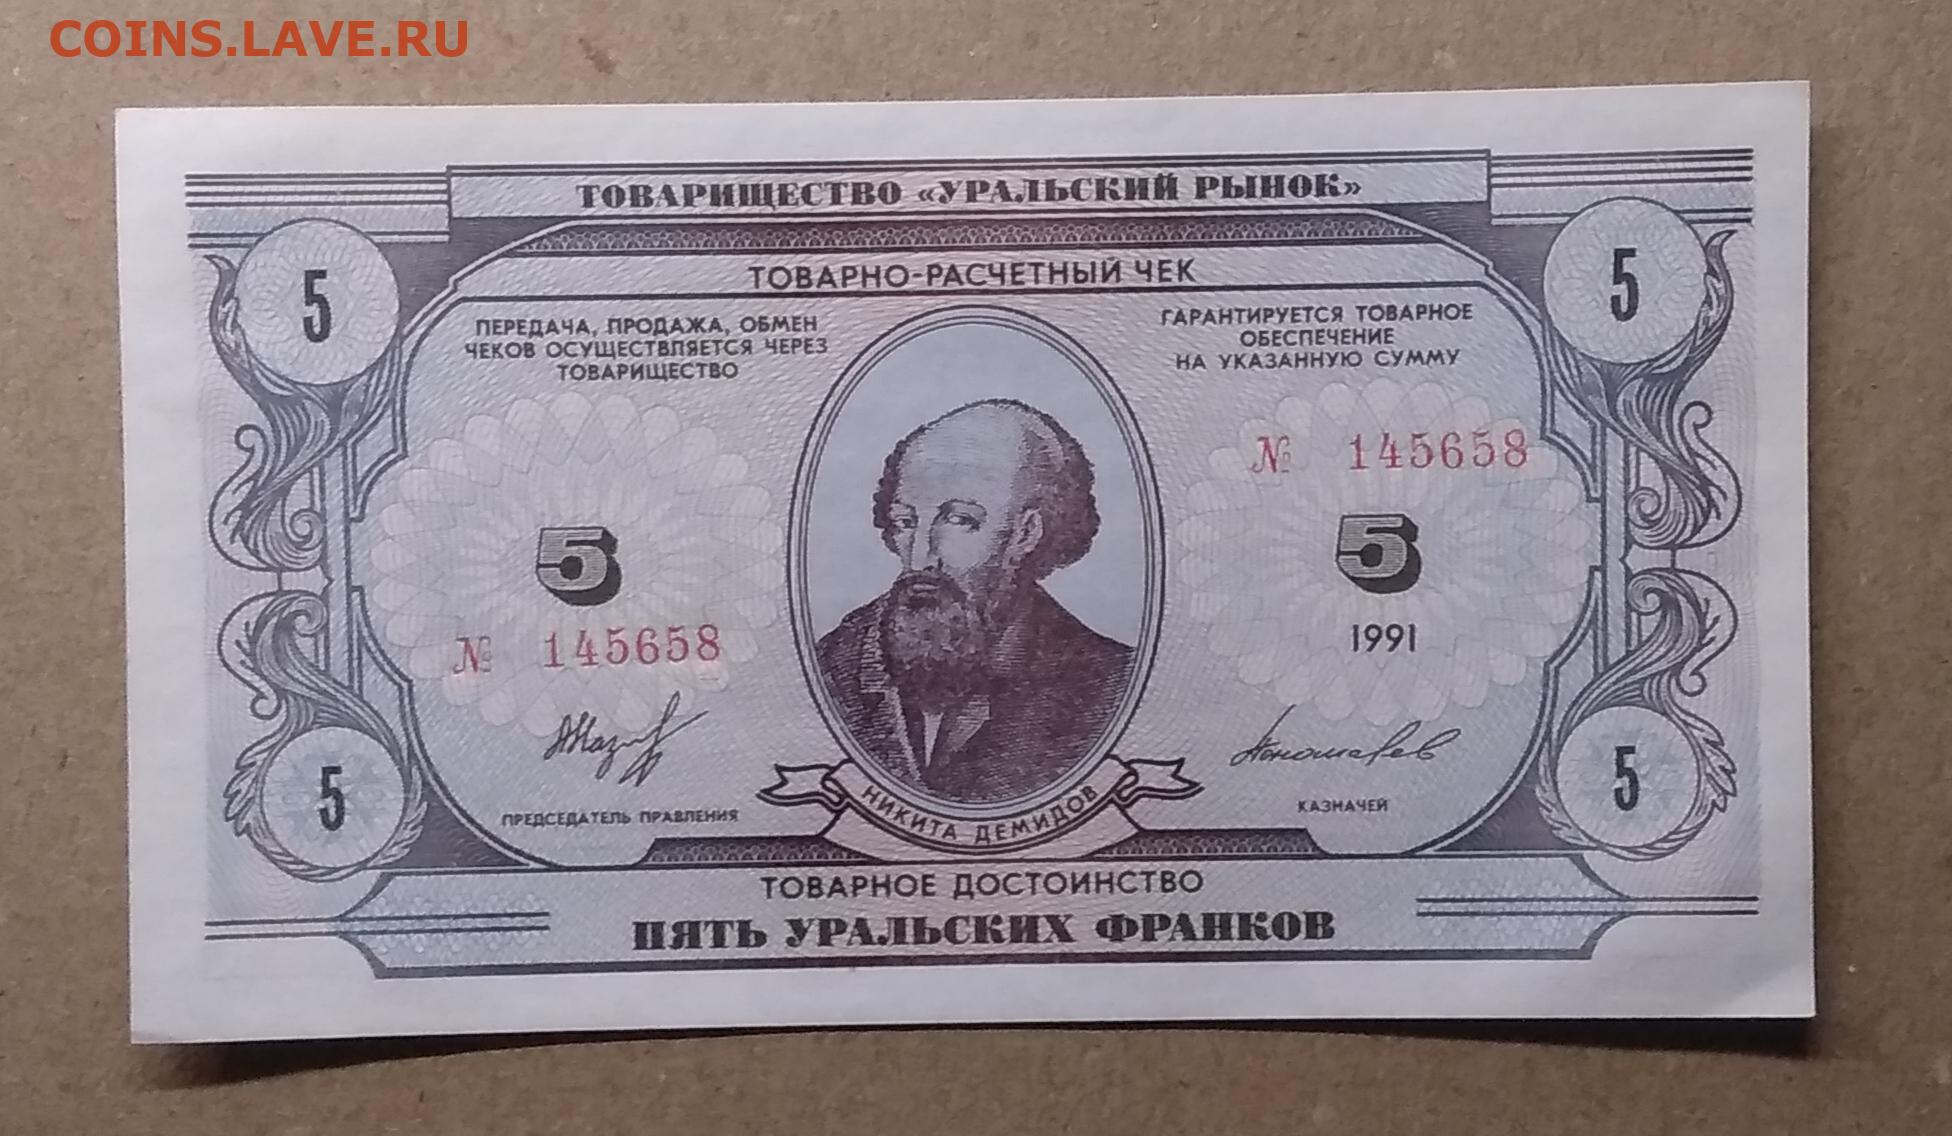 COINS.LAVE.RU
ТОВАРИЩЕСТВО «УРАЛЬСКИЙ РЫНОК»
ТОВАРНО-РАСЧЕТНЫЙ ЧЕК
5
5
ПЕРЕДАЧА, ПРОДАЖА, ОБМЕН
ЧЕКОВ ОСУЩЕСТВЛЯЕТСЯ ЧЕРЕЗ
ТОВАРИЩЕСТВО
ГАРАНТИРУЕТСЯ ТОВАРНОЕ
ОБЕСПЕЧЕНИЕ
НА УКАЗАННУЮ СУММУ
№ 145658
5
5
1991
№ 145658
Пономарев
ПРЕДСЕДАТЕЛЬ ПРАВЛЕНИЯ
НИКИТА ДЕМИДОВ
КАЗНАЧЕЙ
5
5
ТОВАРНОЕ ДОСТОИНСТВО
ПЯТЬ УРАЛЬСКИХ ФРАНКОВ